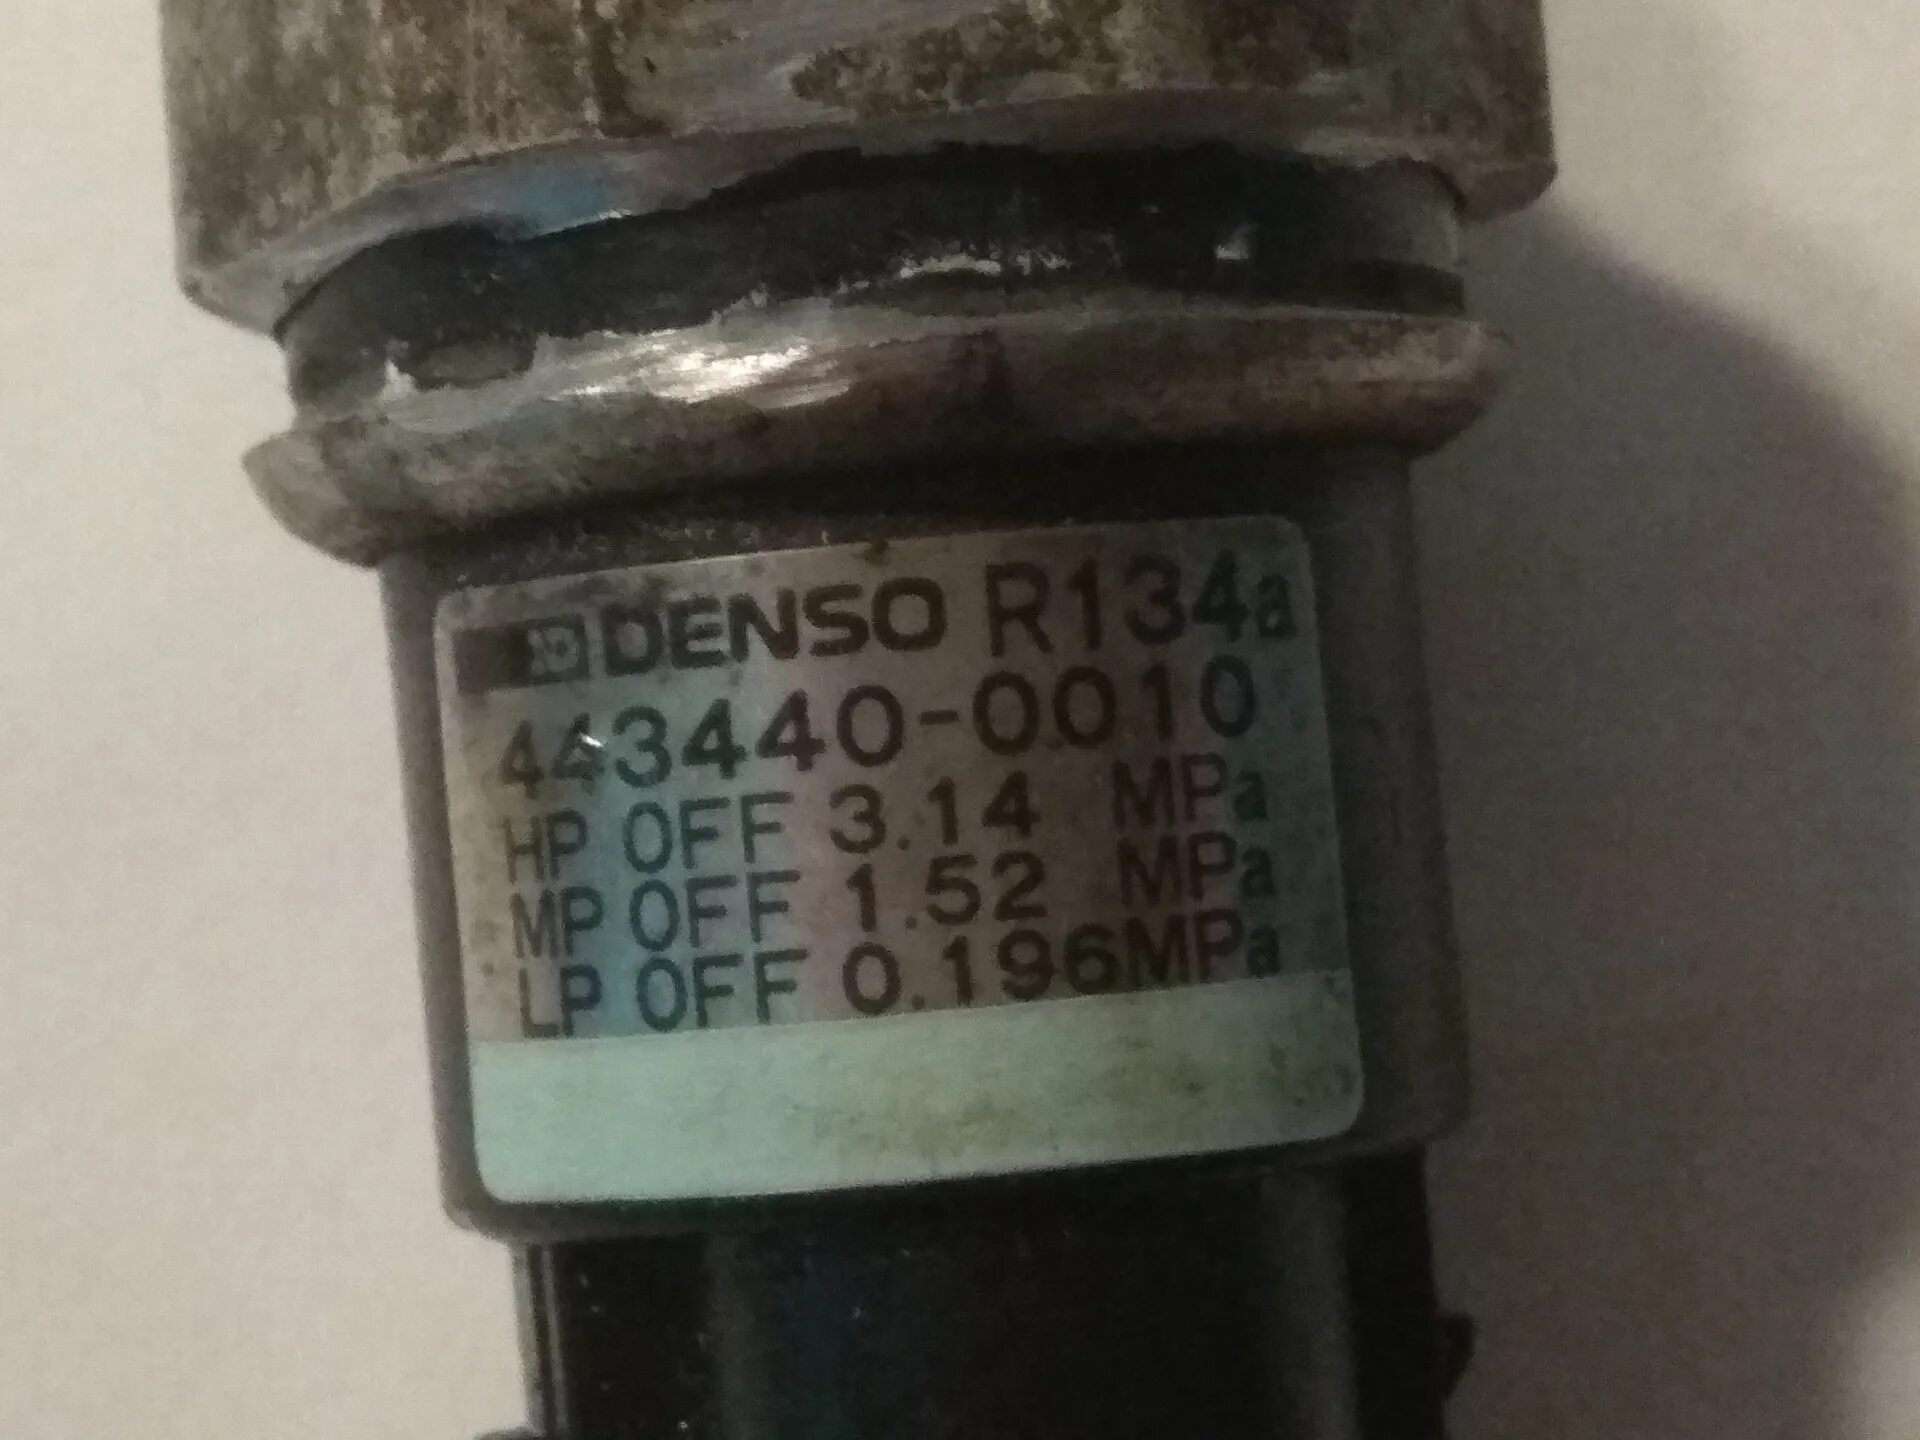 DENSO R134a
443440-0010
HP OFF 3.14 MPa
MP OFF 1.52 MPa
LP OFF 0.196MPa